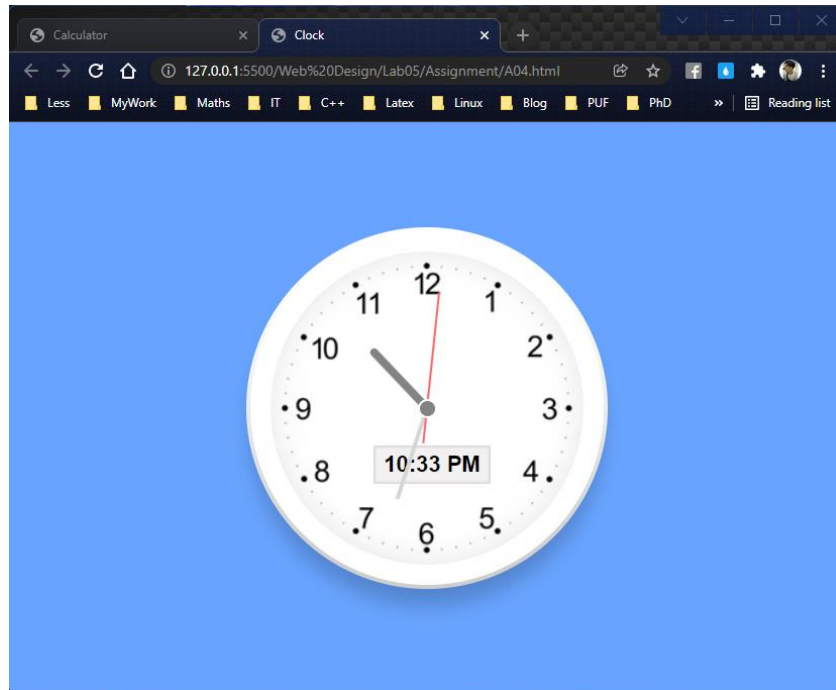 Calculator Clock
127.0.0.1:5500/Web%20Design/Lab05/Assignment/A04.html
Less MyWork Maths IT C++ Latex Linux Blog PUF PhD » Reading list
12
11 1
10 2
9 3
10:33 PM
8 4
7 5
6